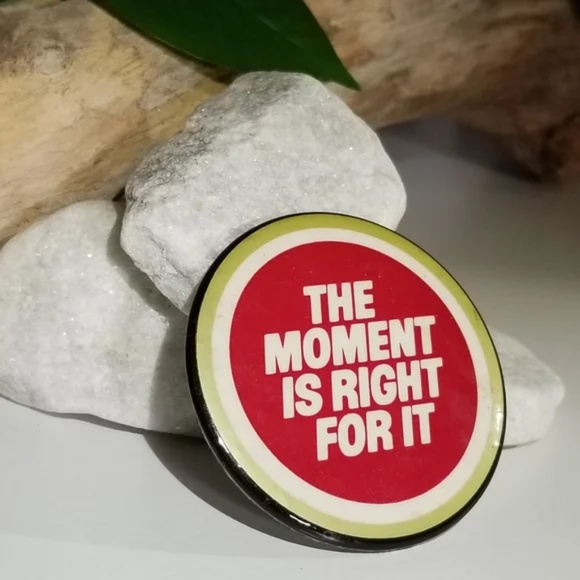 THE
MOMENT
IS RIGHT
FOR IT